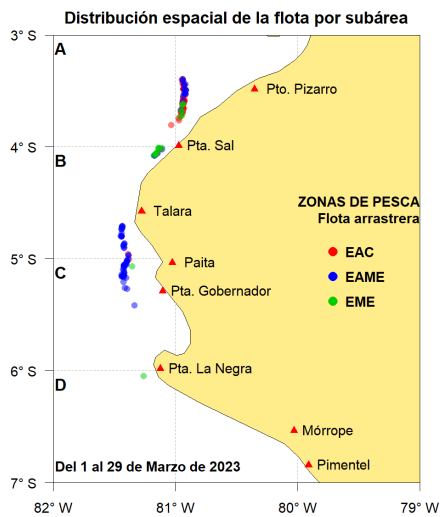 Distribución espacial de la flota por subárea
3° S
A
Pto. Pizarro
4° S
Pta. Sal
B
ZONAS DE PESCA
Talara
Flota arrastrera
5° S
Paita
EAC
C
EAME
Pta. Gobernador
EME
6° S
Pta. La Negra
D
Mórrope
Del 1 al 29 de Marzo de 2023
Pimentel
7° S
82° W
81° W
80° W
79° W